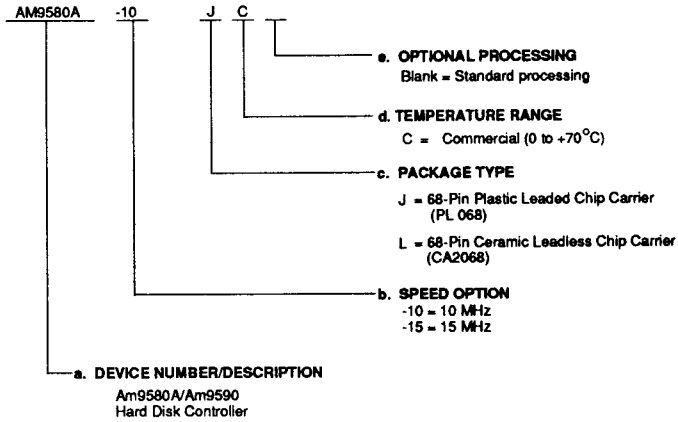 AM9580A -10 J C
e. OPTIONAL PROCESSING
Blank = Standard processing
d. TEMPERATURE RANGE
C = Commercial (0 to +70°C)
c. PACKAGE TYPE
J = 68-Pin Plastic Leaded Chip Carrier
(PL 068)
L = 68-Pin Ceramic Leadless Chip Carrier
(CA2068)
b. SPEED OPTION
-10 = 10 MHz
-15 = 15 MHz
a. DEVICE NUMBER/DESCRIPTION
Am9580A/Am9590
Hard Disk Controller